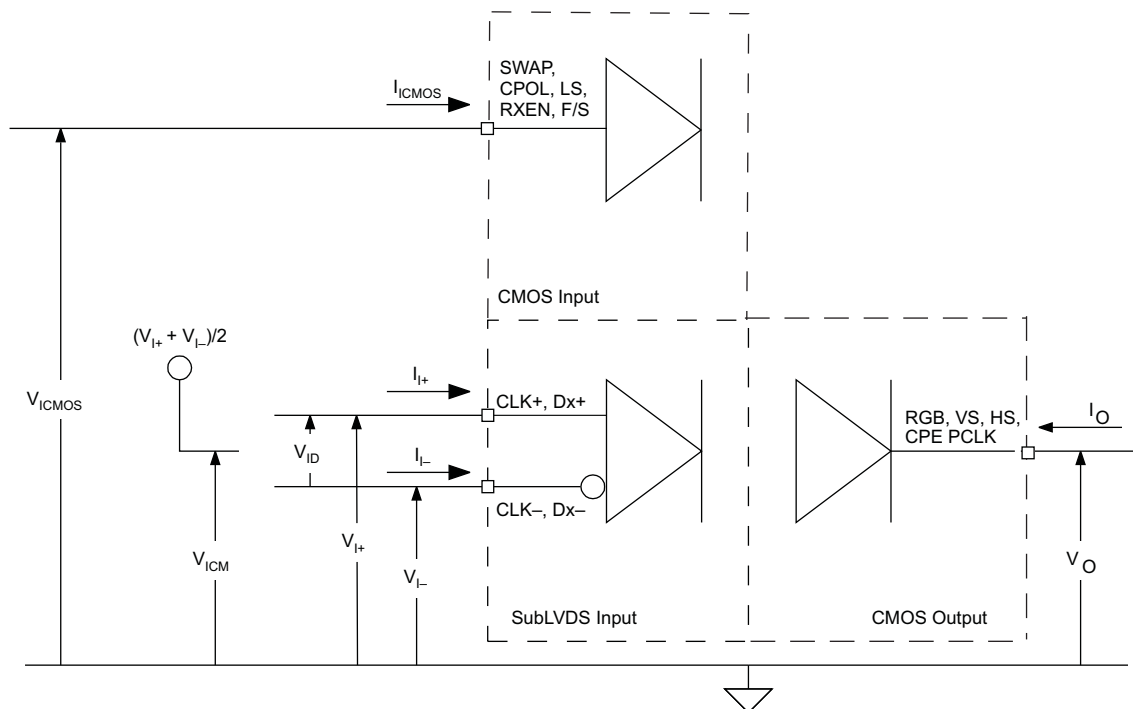 SWAP,
CPOL, LS,
RXEN, F/S
I_ICMOS
CMOS Input
(V_I+ + V_I–)/2
V_ICMOS
I_I+
CLK+, Dx+
V_ID
I_I–
CLK–, Dx–
V_ICM
V_I+
V_I–
RGB, VS, HS,
CPE PCLK
I_O
V_O
SubLVDS Input
CMOS Output